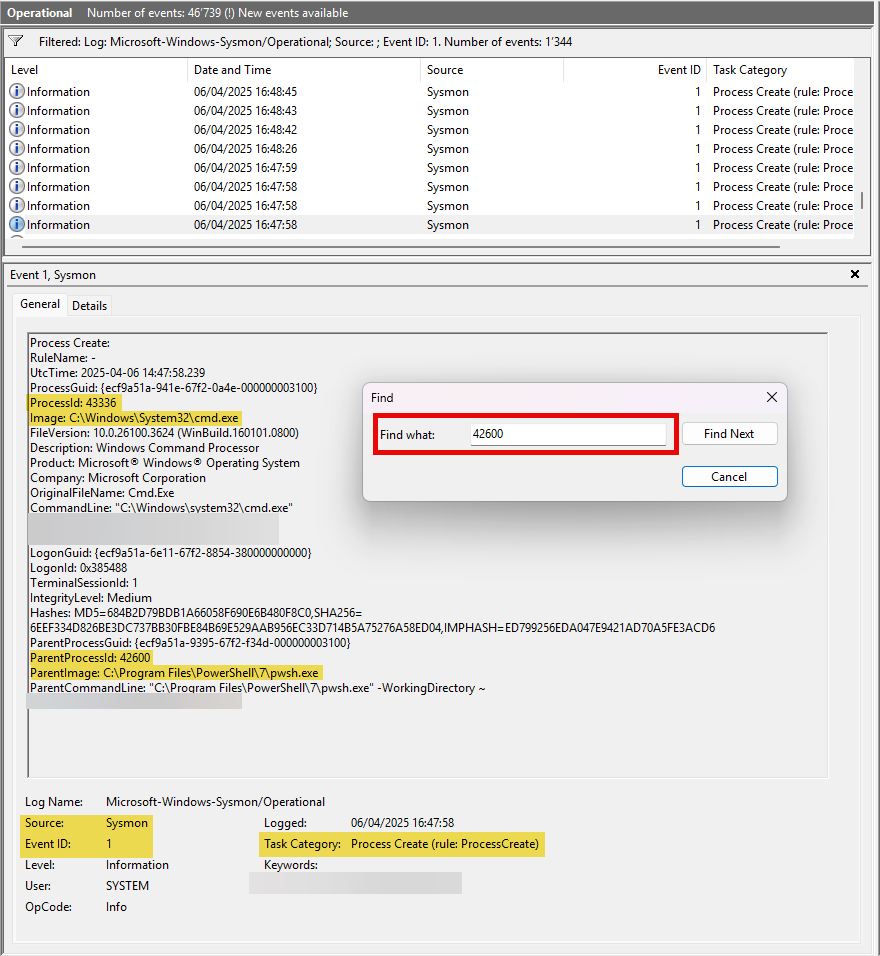 Operational Number of events: 46'739 (!) New events available
Filtered: Log: Microsoft-Windows-Sysmon/Operational; Source: ; Event ID: 1. Number of events: 1'344
Level Date and Time Source Event ID Task Category
Information 06/04/2025 16:48:45 Sysmon 1 Process Create (rule: Proce
Information 06/04/2025 16:48:43 Sysmon 1 Process Create (rule: Proce
Information 06/04/2025 16:48:42 Sysmon 1 Process Create (rule: Proce
Information 06/04/2025 16:48:26 Sysmon 1 Process Create (rule: Proce
Information 06/04/2025 16:47:59 Sysmon 1 Process Create (rule: Proce
Information 06/04/2025 16:47:58 Sysmon 1 Process Create (rule: Proce
Information 06/04/2025 16:47:58 Sysmon 1 Process Create (rule: Proce
Information 06/04/2025 16:47:58 Sysmon 1 Process Create (rule: Proce
Event 1, Sysmon
General Details
Process Create:
RuleName: -
UtcTime: 2025-04-06 14:47:58.239
ProcessGuid: {ecf9a51a-941e-67f2-0a4e-000000003100}
ProcessId: 43336
Image: C:\Windows\System32\cmd.exe
FileVersion: 10.0.26100.3624 (WinBuild.160101.0800)
Description: Windows Command Processor
Product: Microsoft® Windows® Operating System
Company: Microsoft Corporation
OriginalFileName: Cmd.Exe
CommandLine: "C:\Windows\system32\cmd.exe"
LogonGuid: {ecf9a51a-6e11-67f2-8854-380000000000}
LogonId: 0x385488
TerminalSessionId: 1
IntegrityLevel: Medium
Hashes: MD5=684B2D79BDB1A66058F690E6B480F8C0,SHA256=
6EEF334D826BE3DC737BB30FBE84B69E529AAB956EC33D714B5A75276A58ED04,IMPHASH=ED799256EDA047E9421AD70A5FE3ACD6
ParentProcessGuid: {ecf9a51a-9395-67f2-f34d-000000003100}
ParentProcessId: 42600
ParentImage: C:\Program Files\PowerShell\7\pwsh.exe
ParentCommandLine: "C:\Program Files\PowerShell\7\pwsh.exe" -WorkingDirectory ~
Find
Find what: 42600 Find Next
Cancel
Log Name: Microsoft-Windows-Sysmon/Operational
Source: Sysmon Logged: 06/04/2025 16:47:58
Event ID: 1 Task Category: Process Create (rule: ProcessCreate)
Level: Information Keywords:
User: SYSTEM
OpCode: Info